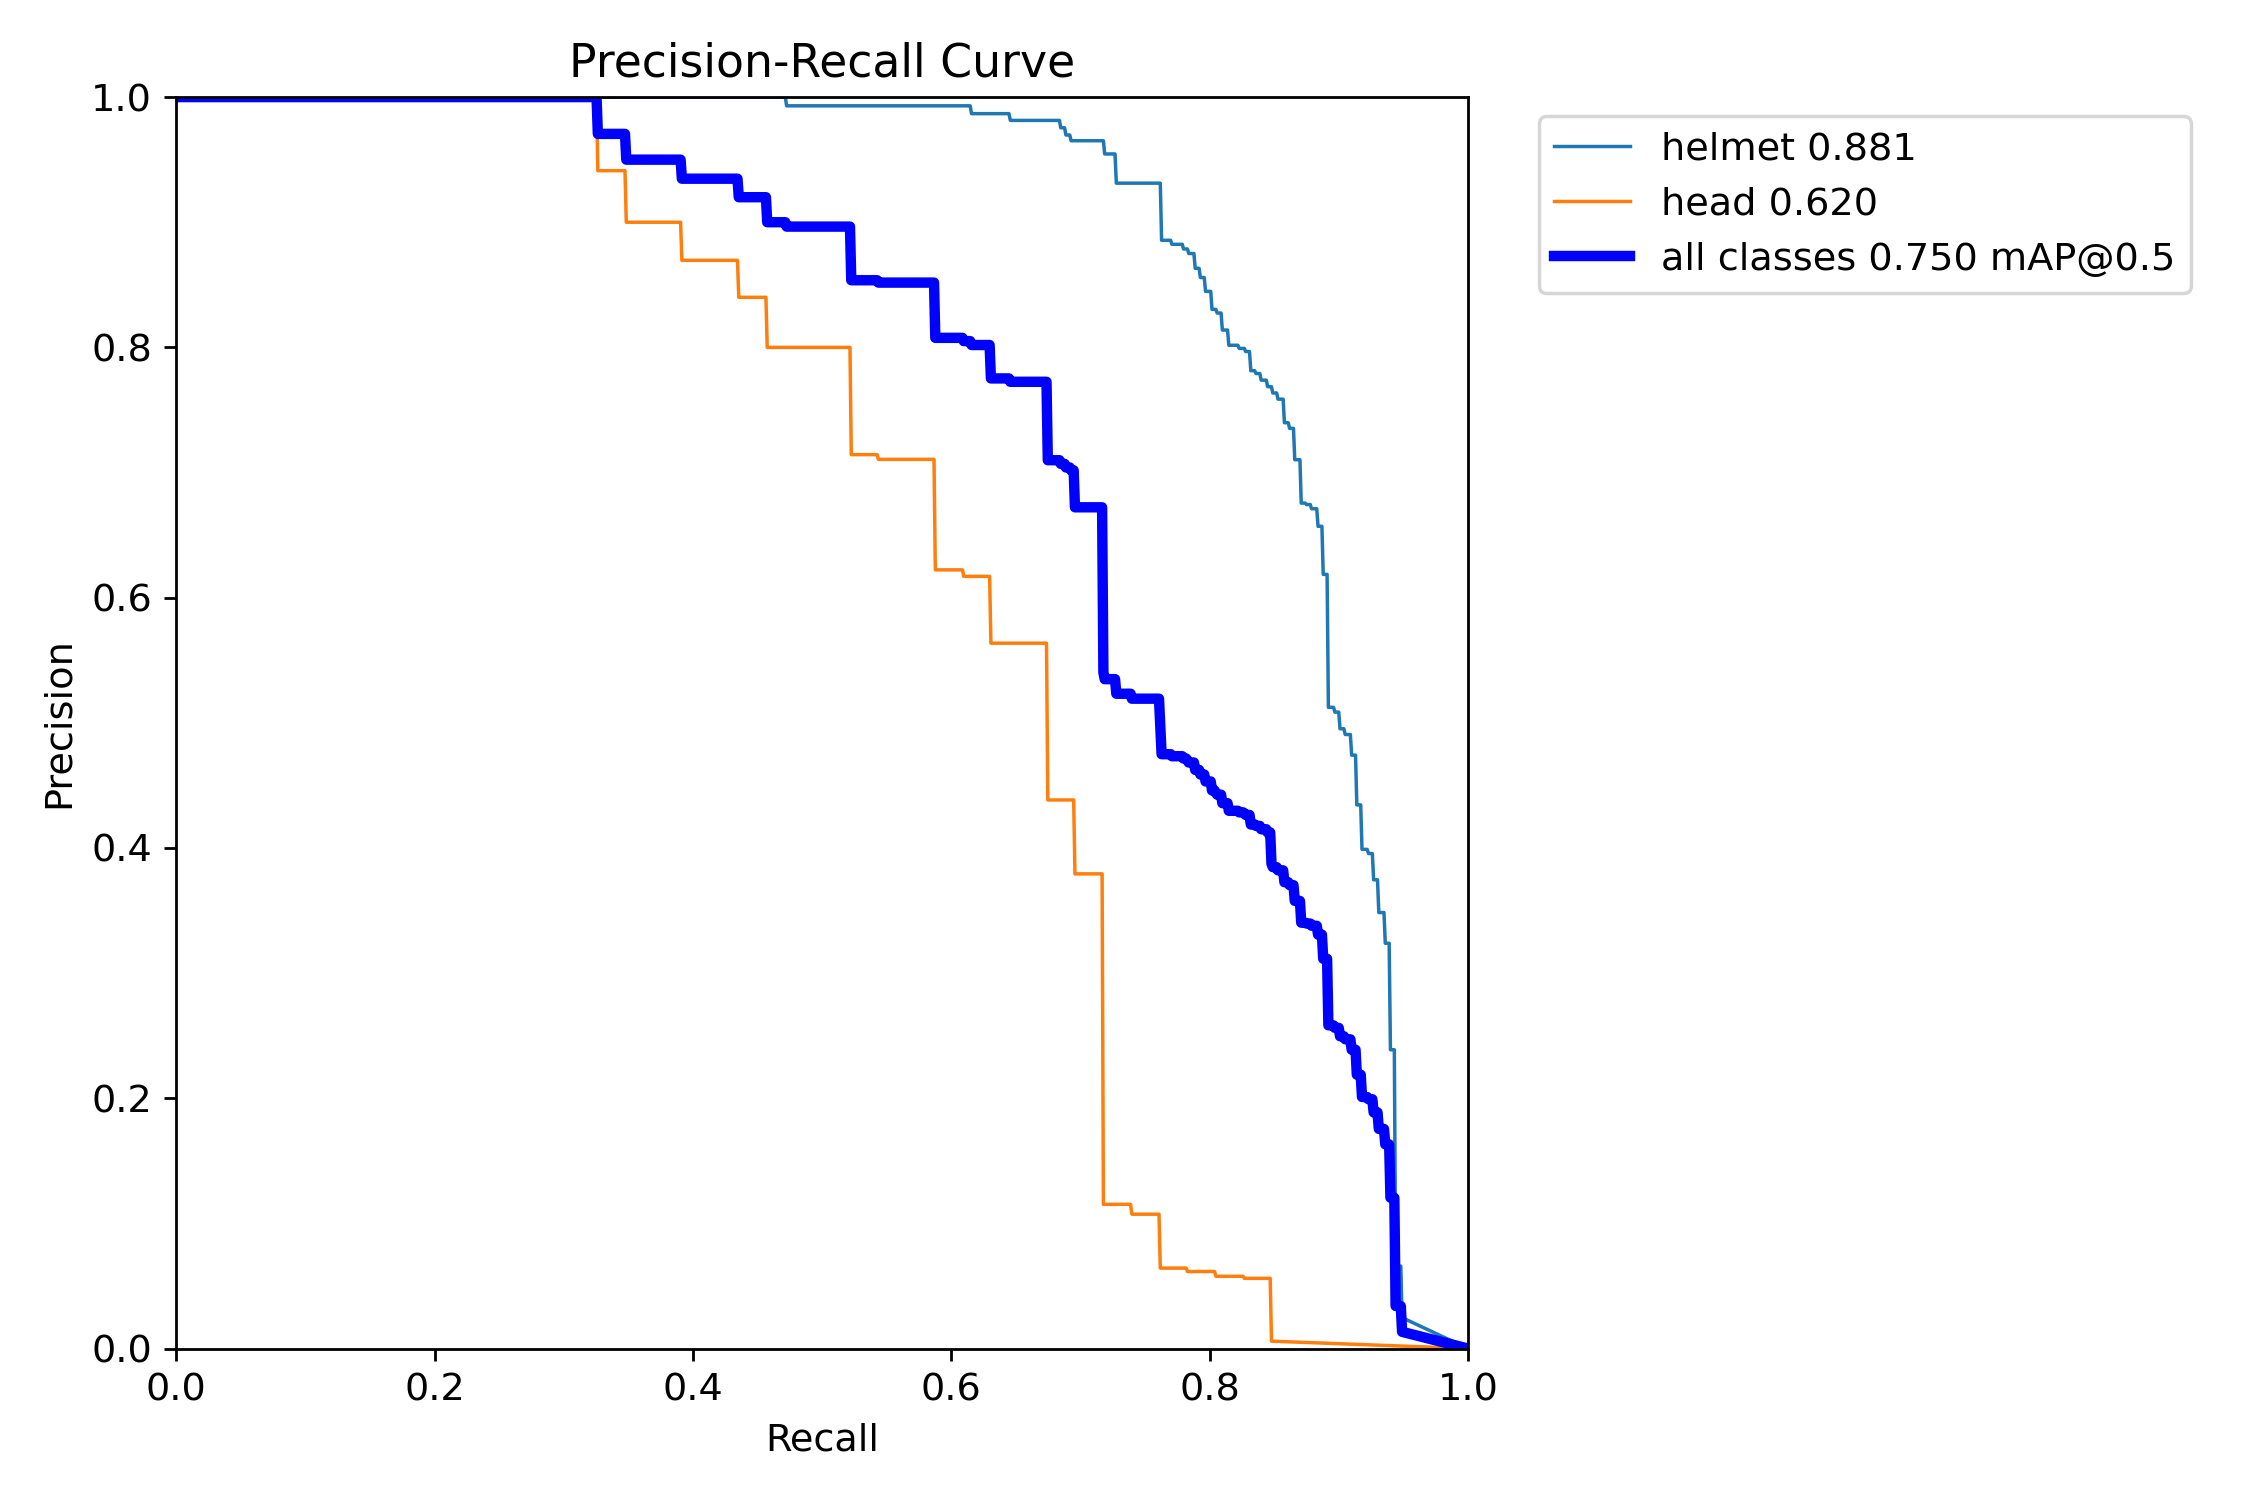 Precision-Recall Curve
1.0
0.8
0.6
0.4
0.2
0.0
Precision
0.0 0.2 0.4 0.6 0.8 1.0
Recall
helmet 0.881
head 0.620
all classes 0.750 mAP@0.5